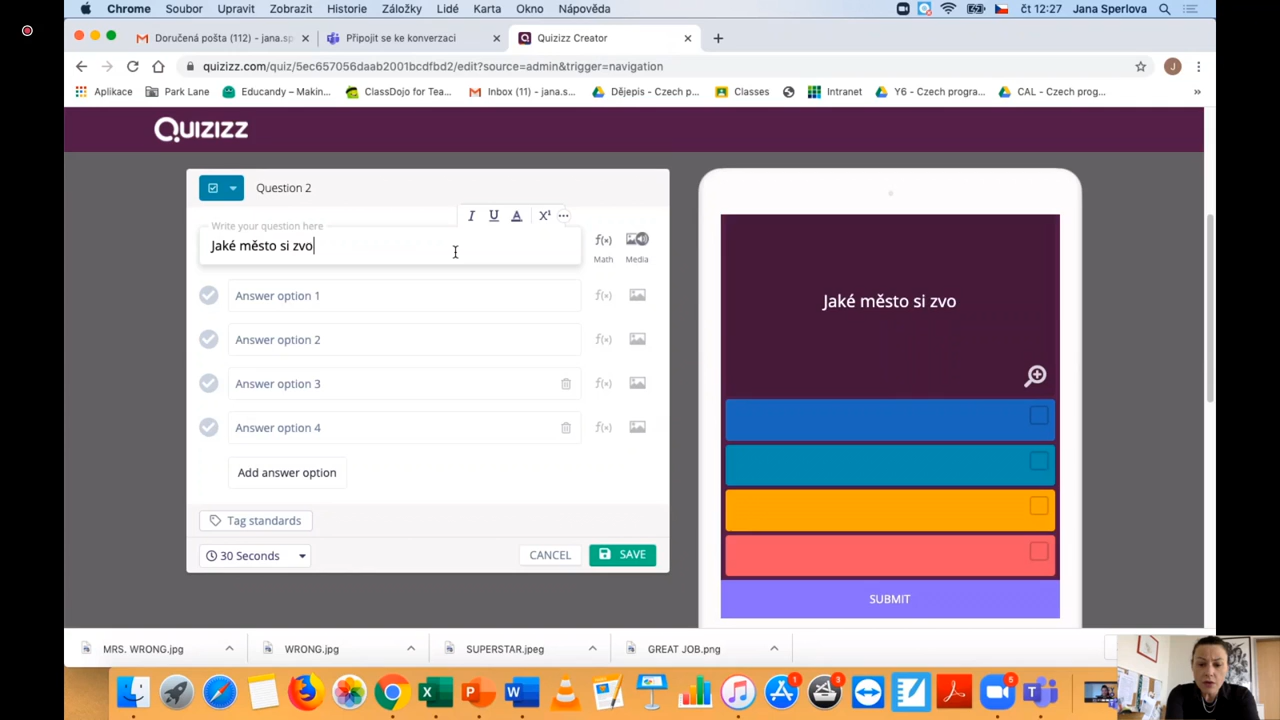 Chrome Soubor Upravit Zobrazit Historie Záložky Lidé Karta Okno Nápověda čt 12:27 Jana Sperlova
Doručená pošta (112) - jana.sp Připojit se ke konverzaci Quizizz Creator
quizizz.com/quiz/5ec657056daab2001bcdfbd2/edit?source=admin&trigger=navigation J
Aplikace Park Lane Educandy – Makin... ClassDojo for Tea... Inbox (11) - jana.s... Dějepis - Czech p... Classes Intranet Y6 - Czech progra... CAL - Czech prog... »
Quizizz
Question 2
I U A X¹ ...
Write your question here
Jaké město si zvo
f(x) Math
Media
Answer option 1 f(x)
Answer option 2 f(x)
Answer option 3 f(x)
Answer option 4 f(x)
Add answer option
Tag standards
30 Seconds CANCEL SAVE
Jaké město si zvo
SUBMIT
MRS. WRONG.jpg WRONG.jpg SUPERSTAR.jpeg GREAT JOB.png
X P W 1 3 5 T